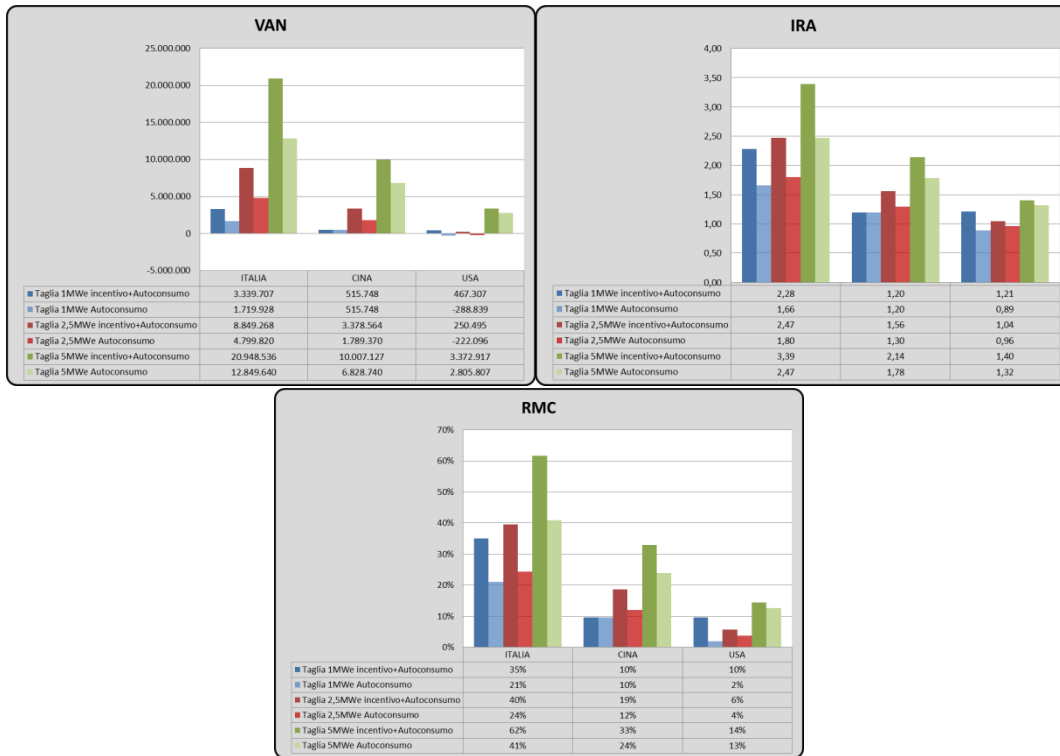 VAN
25.000.000
20.000.000
15.000.000
10.000.000
5.000.000
0
-5.000.000
ITALIA CINA USA
Taglia 1MWe incentivo+Autoconsumo 3.339.707 515.748 467.307
Taglia 1MWe Autoconsumo 1.719.928 515.748 -288.839
Taglia 2,5MWe incentivo+Autoconsumo 8.849.268 3.378.564 250.495
Taglia 2,5MWe Autoconsumo 4.799.820 1.789.370 -222.096
Taglia 5MWe incentivo+Autoconsumo 20.948.536 10.007.127 3.372.917
Taglia 5MWe Autoconsumo 12.849.640 6.828.740 2.805.807
IRA
4,00
3,50
3,00
2,50
2,00
1,50
1,00
0,50
0,00
Taglia 1MWe incentivo+Autoconsumo 2,28 1,20 1,21
Taglia 1MWe Autoconsumo 1,66 1,20 0,89
Taglia 2,5MWe incentivo+Autoconsumo 2,47 1,56 1,04
Taglia 2,5MWe Autoconsumo 1,80 1,30 0,96
Taglia 5MWe incentivo+Autoconsumo 3,39 2,14 1,40
Taglia 5MWe Autoconsumo 2,47 1,78 1,32
RMC
70%
60%
50%
40%
30%
20%
10%
0%
ITALIA CINA USA
Taglia 1MWe incentivo+Autoconsumo 35% 10% 10%
Taglia 1MWe Autoconsumo 21% 10% 2%
Taglia 2,5MWe incentivo+Autoconsumo 40% 19% 6%
Taglia 2,5MWe Autoconsumo 24% 12% 4%
Taglia 5MWe incentivo+Autoconsumo 62% 33% 14%
Taglia 5MWe Autoconsumo 41% 24% 13%